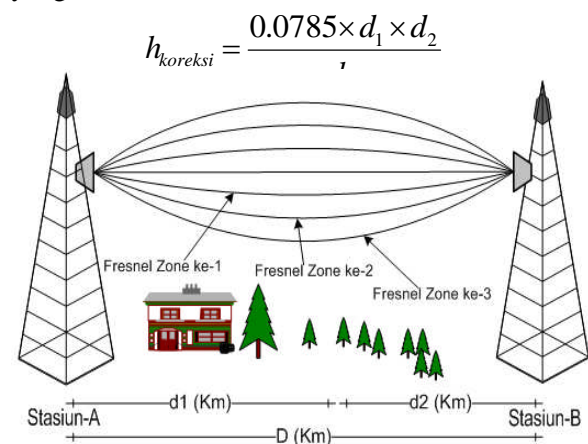 h_koreksi = 0.0785 × d₁ × d₂
Fresnel Zone ke-1
Fresnel Zone ke-2
Fresnel Zone ke-3
d1 (Km)
d2 (Km)
Stasiun-A
Stasiun-B
D (Km)